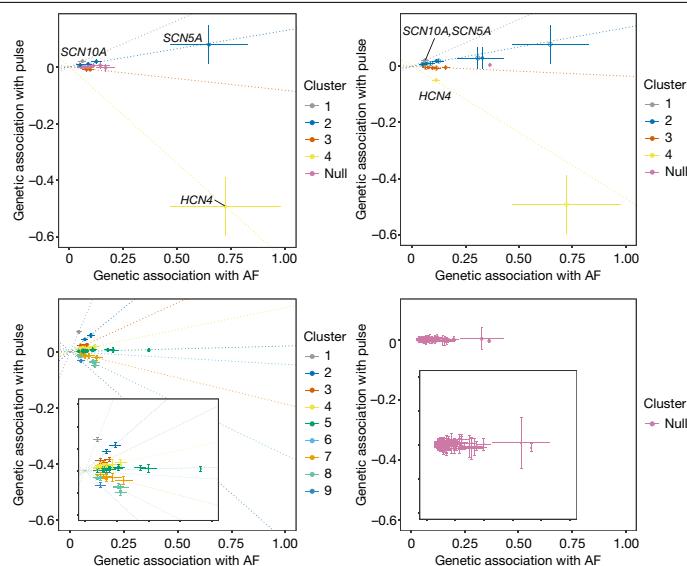 Genetic association with pulse
0
−0.2
−0.4
−0.6
0
0.25
0.50
0.75
1.00
Genetic association with AF
SCN10A
SCN5A
HCN4
Cluster
1
2
3
4
Null
Genetic association with pulse
0
−0.2
−0.4
−0.6
0
0.25
0.50
0.75
1.00
Genetic association with AF
SCN10A,SCN5A
HCN4
Cluster
1
2
3
4
Null
Genetic association with pulse
0
−0.2
−0.4
−0.6
0
0.25
0.50
0.75
1.00
Genetic association with AF
Cluster
1
2
3
4
5
6
7
8
9
Genetic association with pulse
0
−0.2
−0.4
−0.6
0
0.25
0.50
0.75
1.00
Genetic association with AF
Cluster
Null